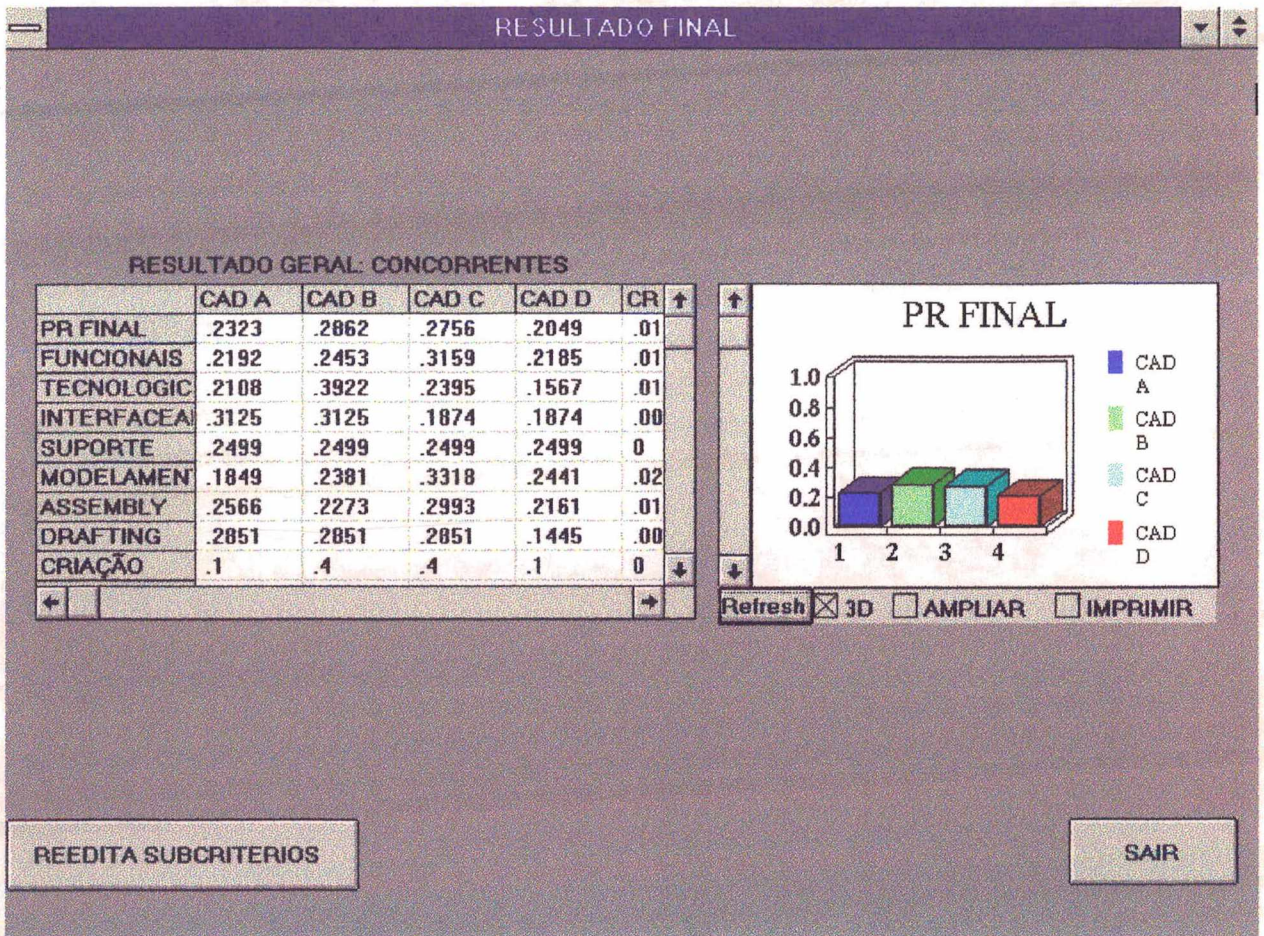 RESULTADO FINAL
RESULTADO GERAL: CONCORRENTES
CAD A CAD B CAD C CAD D CR
PR FINAL .2323 .2862 .2756 .2049 .01
FUNCIONAIS .2192 .2453 .3159 .2185 .01
TECNOLOGIC .2108 .3922 .2395 .1567 .01
INTERFACEA .3125 .3125 .1874 .1874 .00
SUPORTE .2499 .2499 .2499 .2499 0
MODELAMEN .1849 .2381 .3318 .2441 .02
ASSEMBLY .2566 .2273 .2993 .2161 .01
DRAFTING .2851 .2851 .2851 .1445 .00
CRIAÇÃO .1 .4 .4 .1 0
PR FINAL
1.0
0.8
0.6
0.4
0.2
0.0
1 2 3 4
CAD
A
CAD
B
CAD
C
CAD
D
Refresh 3D AMPLIAR IMPRIMIR
REEDITA SUBCRITERIOS
SAIR